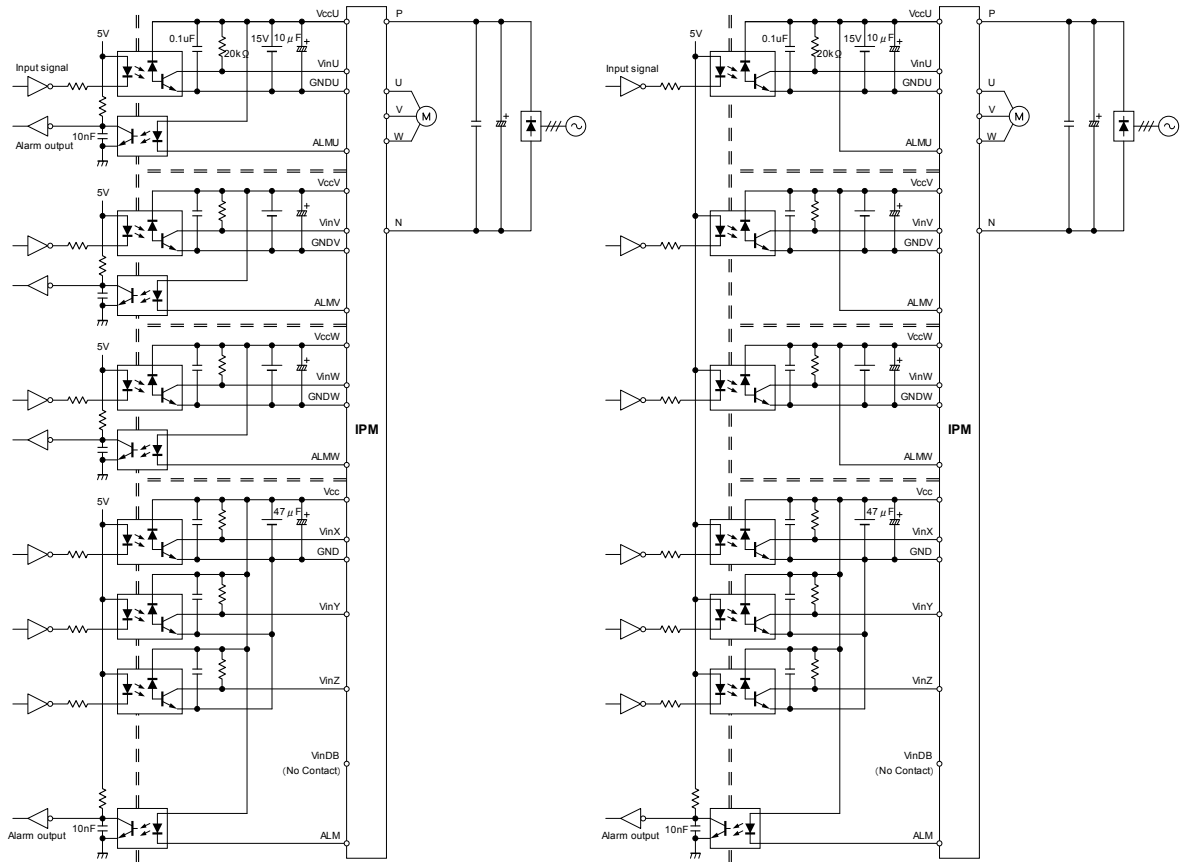 5V
0.1uF
20kΩ
15V
10μF
VccU
P
Input signal
VinU
GNDU
U
V
W
M
Alarm output
10nF
ALMU
5V
VccV
VinV
GNDV
N
ALMV
5V
VccW
VinW
GNDW
IPM
ALMW
5V
Vcc
47μF
VinX
GND
VinY
VinZ
VinDB
(No Contact)
Alarm output
10nF
ALM
5V
0.1uF
20kΩ
15V
10μF
VccU
P
Input signal
VinU
GNDU
U
V
W
M
ALMU
VccV
VinV
GNDV
N
ALMV
VccW
VinW
GNDW
IPM
ALMW
Vcc
47μF
VinX
GND
VinY
VinZ
VinDB
(No Contact)
Alarm output
10nF
ALM